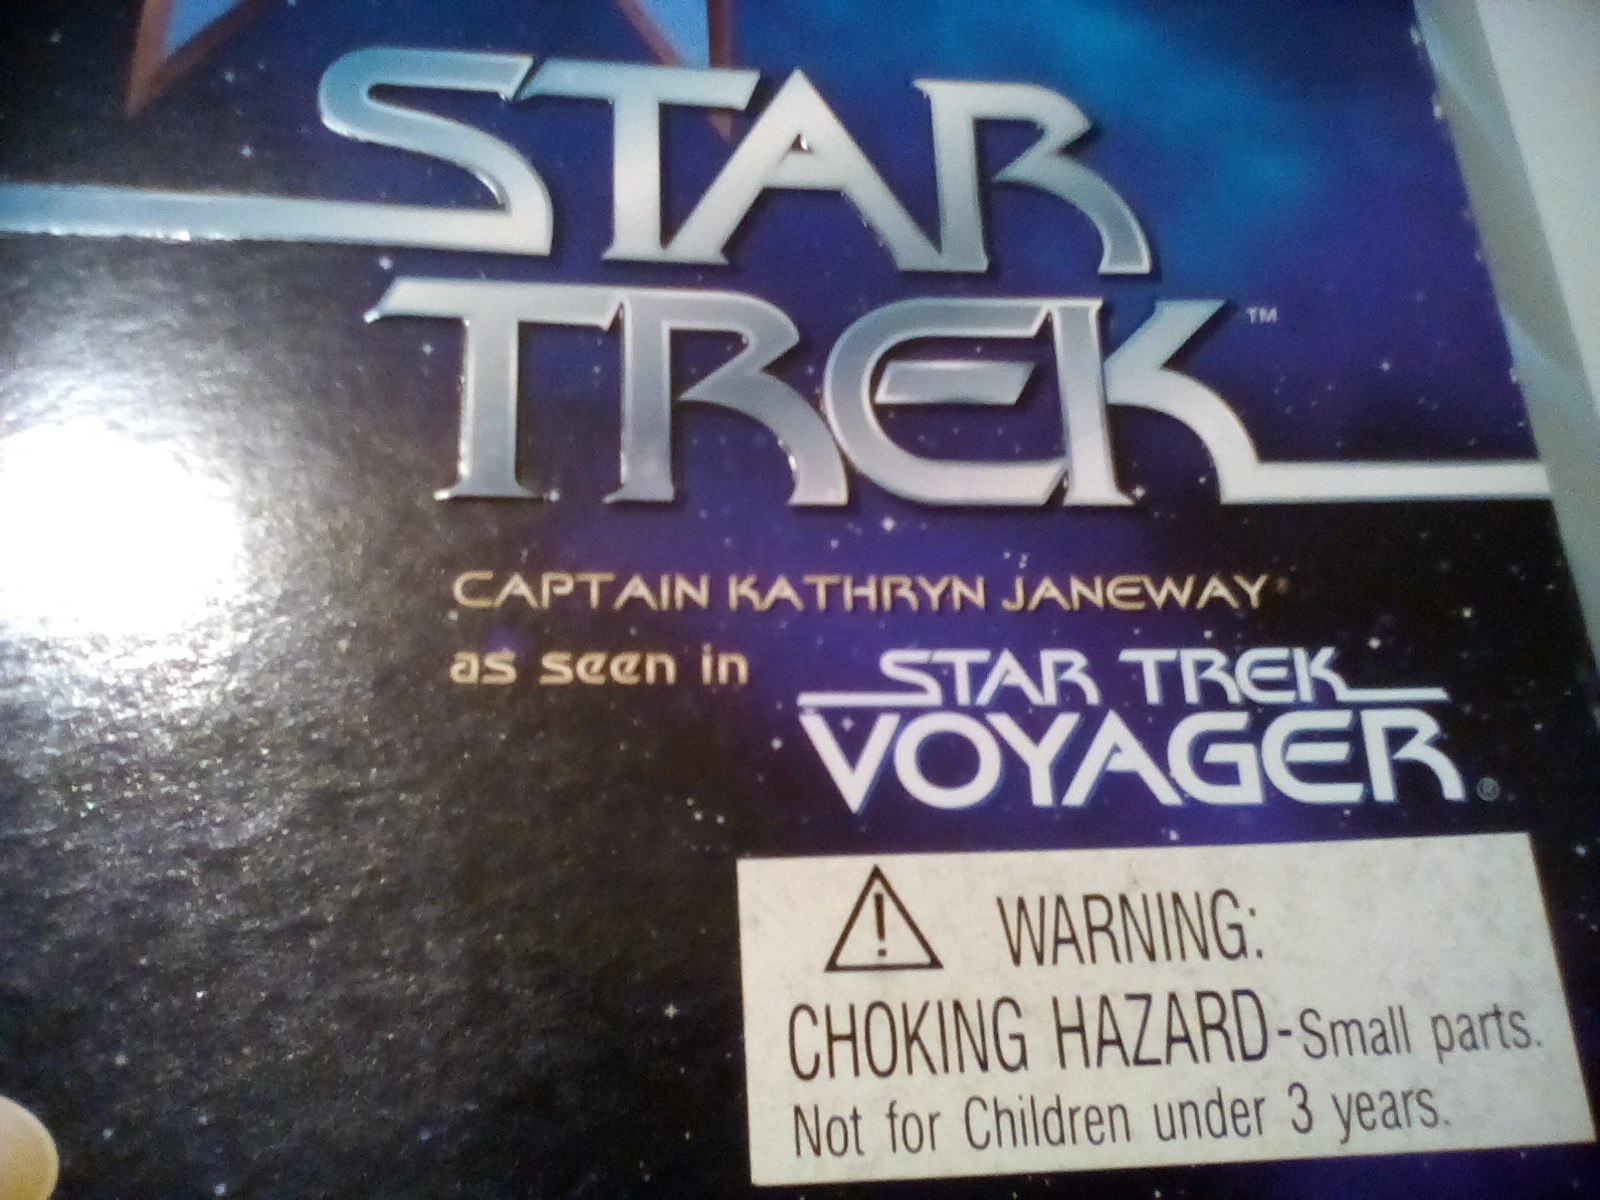 STAR
TREK™
CAPTAIN KATHRYN JANEWAY
as seen in
STAR TREK
VOYAGER®
WARNING:
CHOKING HAZARD-Small parts.
Not for Children under 3 years.